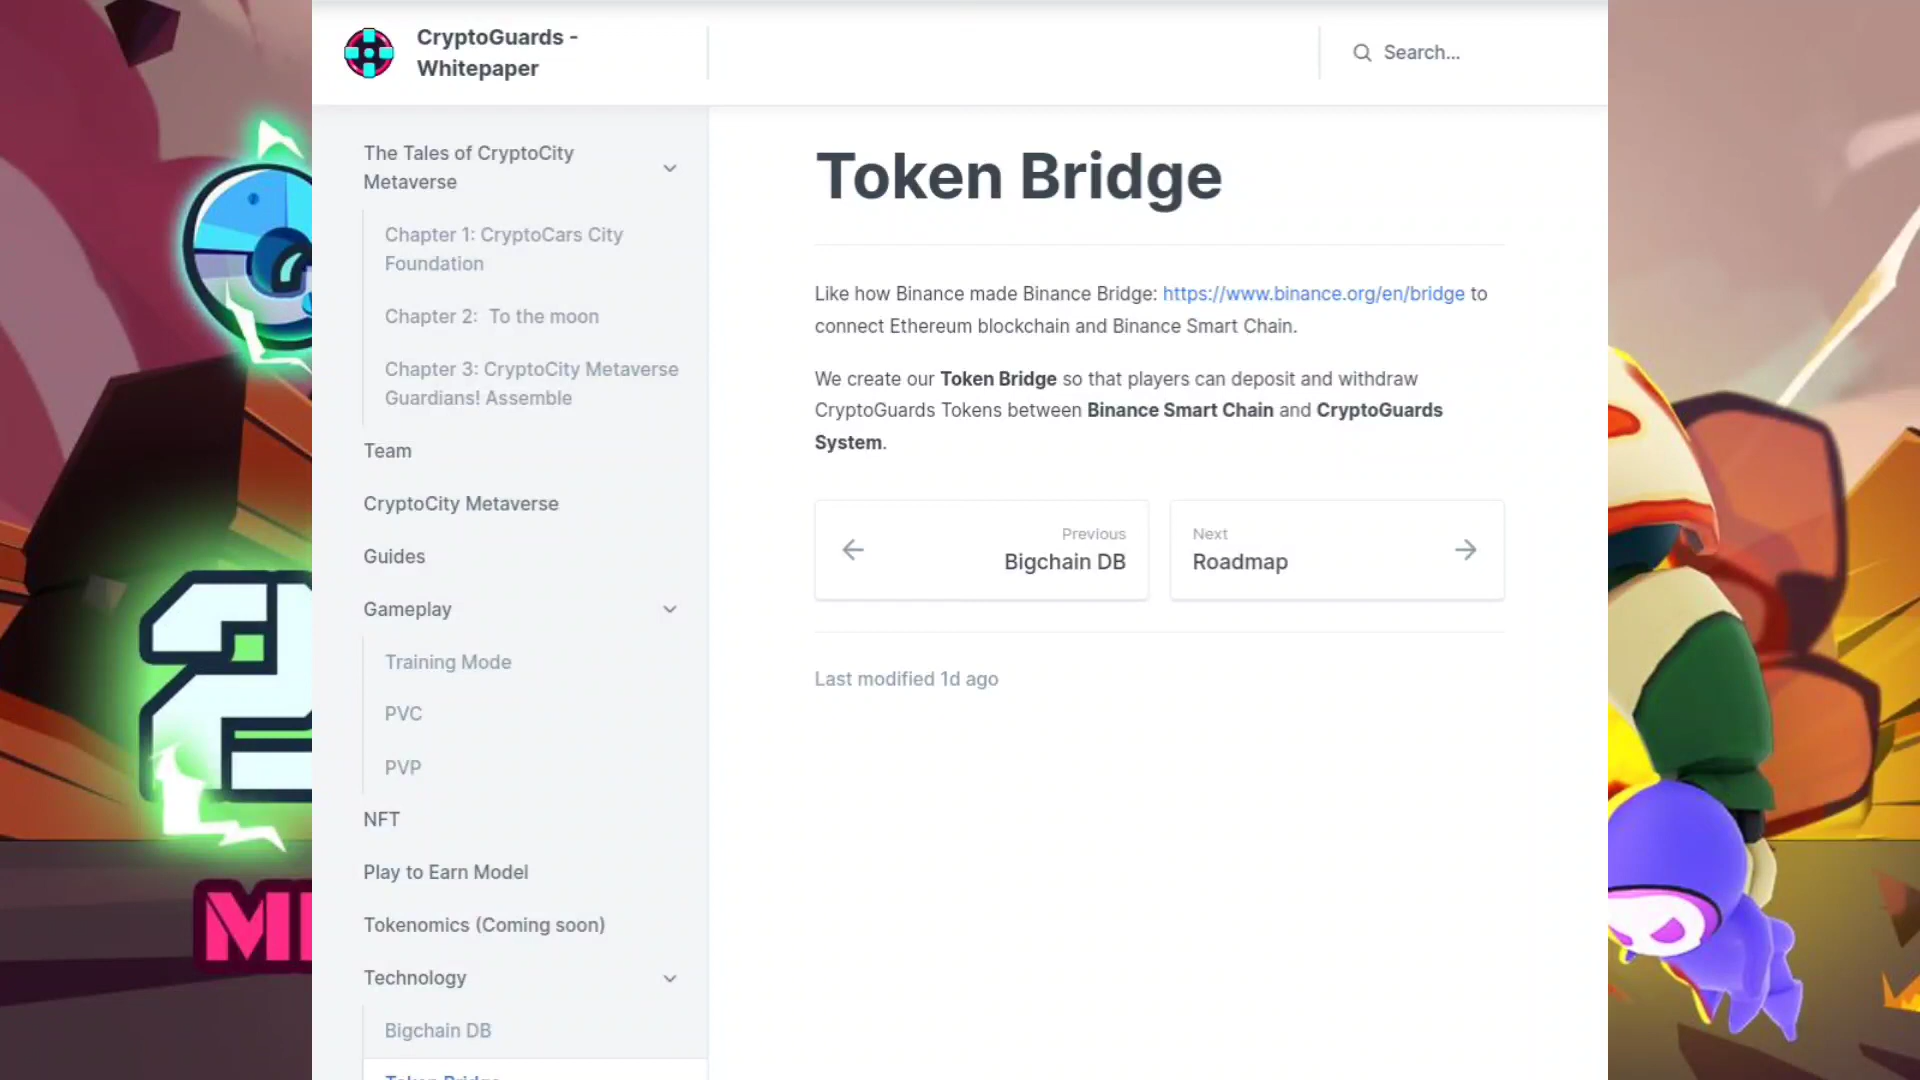 CryptoGuards -
Whitepaper
Search...
The Tales of CryptoCity
Metaverse
Chapter 1: CryptoCars City
Foundation
Chapter 2: To the moon
Chapter 3: CryptoCity Metaverse
Guardians! Assemble
Team
CryptoCity Metaverse
Guides
Gameplay
Training Mode
PVC
PVP
NFT
Play to Earn Model
Tokenomics (Coming soon)
Technology
Bigchain DB
Token Bridge
Token Bridge
Like how Binance made Binance Bridge: https://www.binance.org/en/bridge to
connect Ethereum blockchain and Binance Smart Chain.
We create our Token Bridge so that players can deposit and withdraw
CryptoGuards Tokens between Binance Smart Chain and CryptoGuards
System.
Previous
Bigchain DB
Next
Roadmap
Last modified 1d ago
2